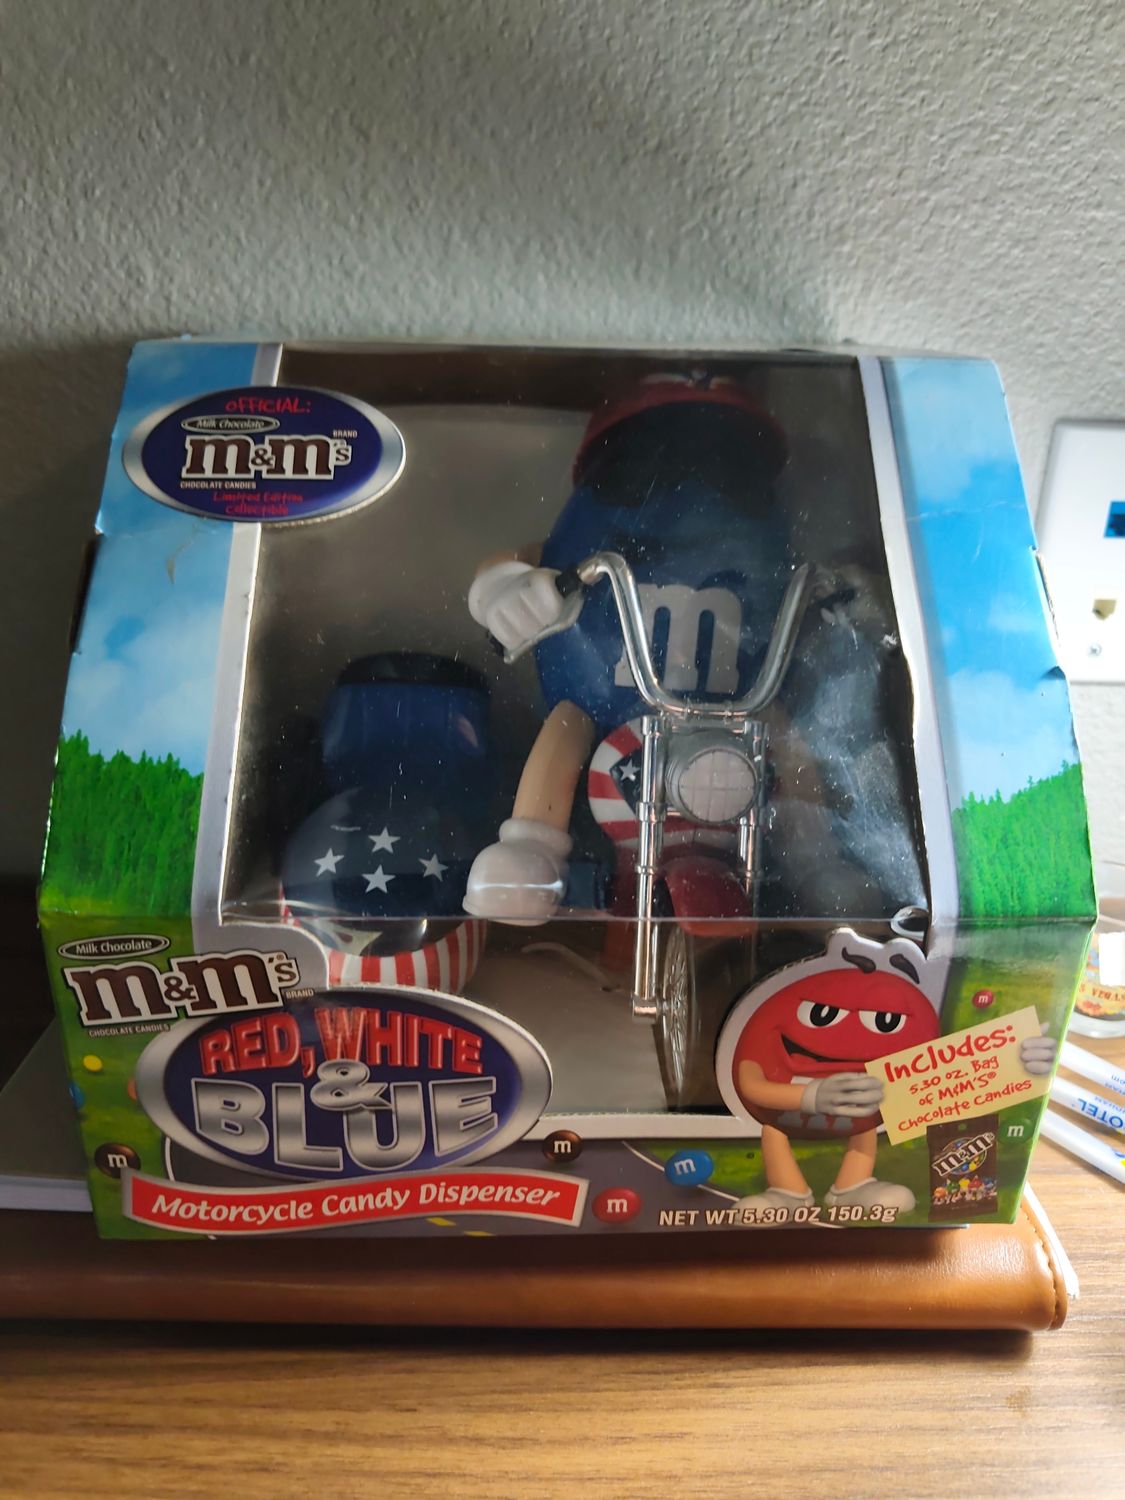 OFFICIAL:
Milk Chocolate
m&m's
BRAND
CHOCOLATE CANDIES
Limited Edition
Collectible
m
Milk Chocolate
m&m's®
BRAND
CHOCOLATE CANDIES
RED, WHITE
&
BLUE
Motorcycle Candy Dispenser
Includes:
5.30 oz. Bag
of M&M'S®
Chocolate Candies
m&m's
m
m
m
m
m
m
NET WT 5.30 OZ 150.3g
OTEL